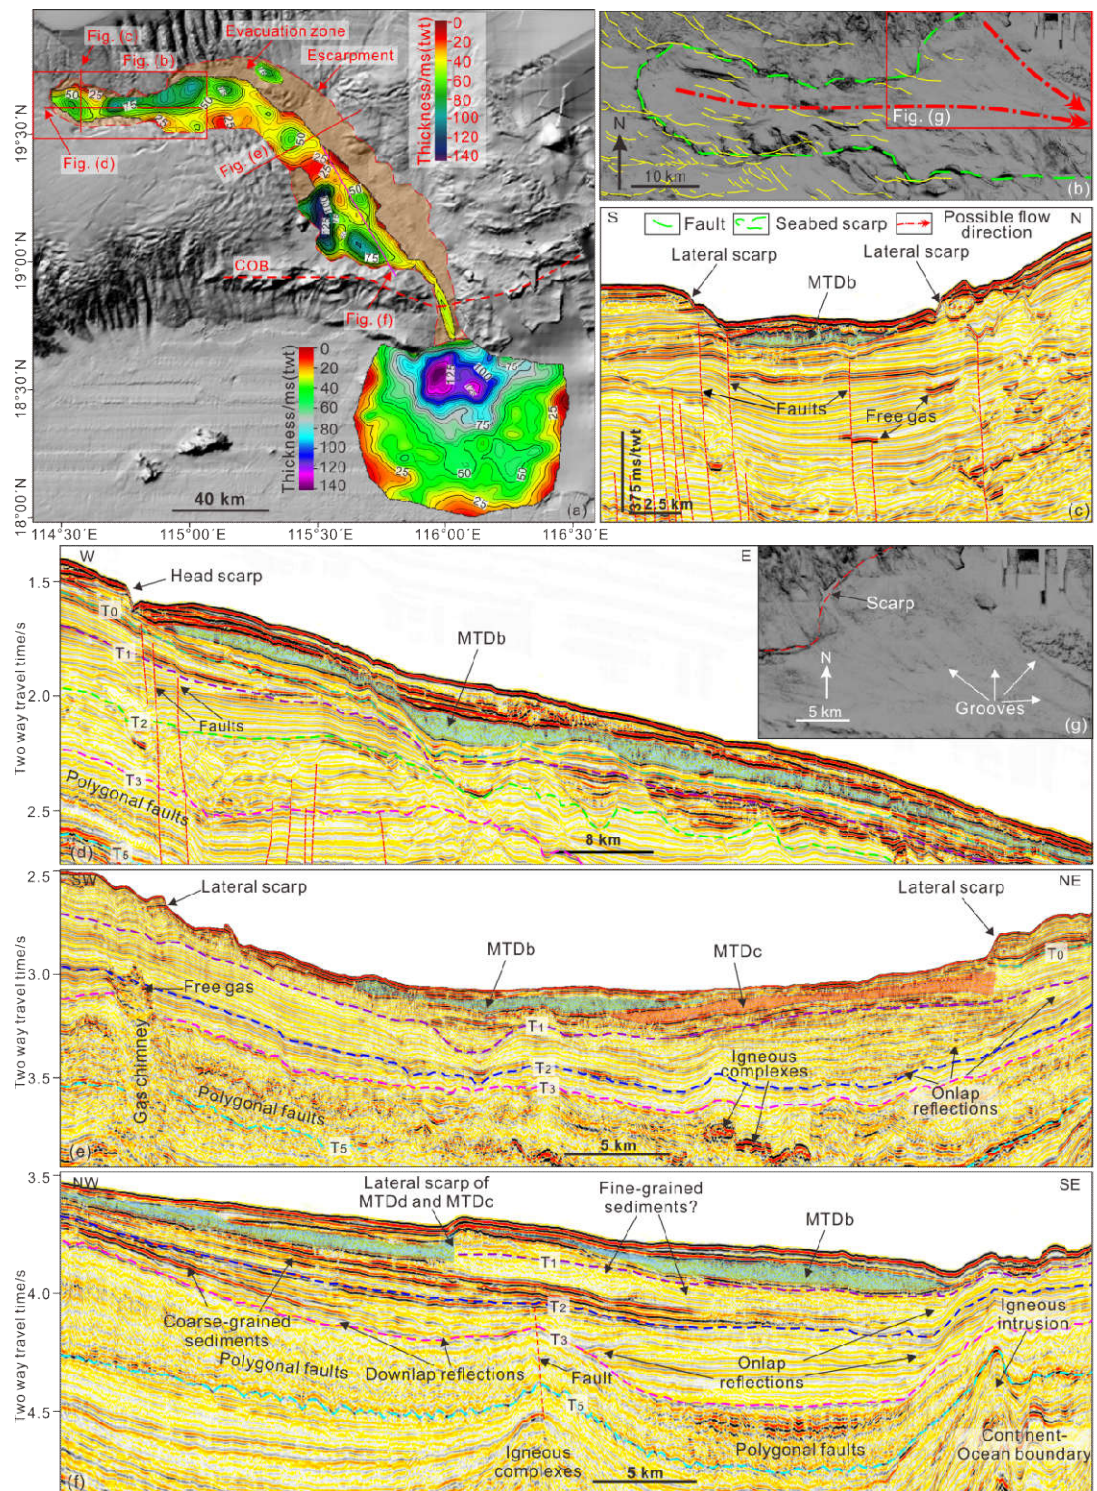 Fig. (c)
Fig. (b)
Evacuation zone
Escarpment
Fig. (d)
Fig. (e)
Fig. (f)
COB
Thickness/ms(twt)
0
20
40
60
80
100
120
140
Thickness/ms(twt)
0
20
40
60
80
100
120
140
50
25
75
50
25
25
50
25
25
50
75
125
100
75
75
25
25
50
50
25
19°30'N
19°00'N
18°30'N
18°00'N
114°30'E
115°00'E
115°30'E
116°00'E
116°30'E
40 km
(a)
N
10 km
Fig. (g)
(b)
S
N
Fault
Seabed scarp
Possible flow
direction
Lateral scarp
Lateral scarp
MTDb
Faults
Free gas
375 ms/twt
2.5 km
(c)
W
E
Two way travel time/s
1.5
2.0
2.5
Head scarp
T0
T1
T2
T3
T5
Faults
MTDb
Polygonal faults
8 km
(d)
Scarp
N
5 km
Grooves
(g)
SW
NE
Two way travel time/s
2.5
3.0
3.5
Lateral scarp
Lateral scarp
MTDb
MTDc
T0
Free gas
T1
Gas chimney
T2
T3
Igneous
complexes
Onlap
reflections
Polygonal faults
T5
5 km
(e)
NW
SE
Two way travel time/s
3.5
4.0
4.5
Lateral scarp of
MTDd and MTDc
Fine-grained
sediments?
MTDb
T1
T2
T3
Coarse-grained
sediments
Igneous
intrusion
Polygonal faults
Downlap reflections
Fault
Onlap
reflections
T5
Igneous
complexes
Polygonal faults
Continent-
Ocean boundary
5 km
(f)